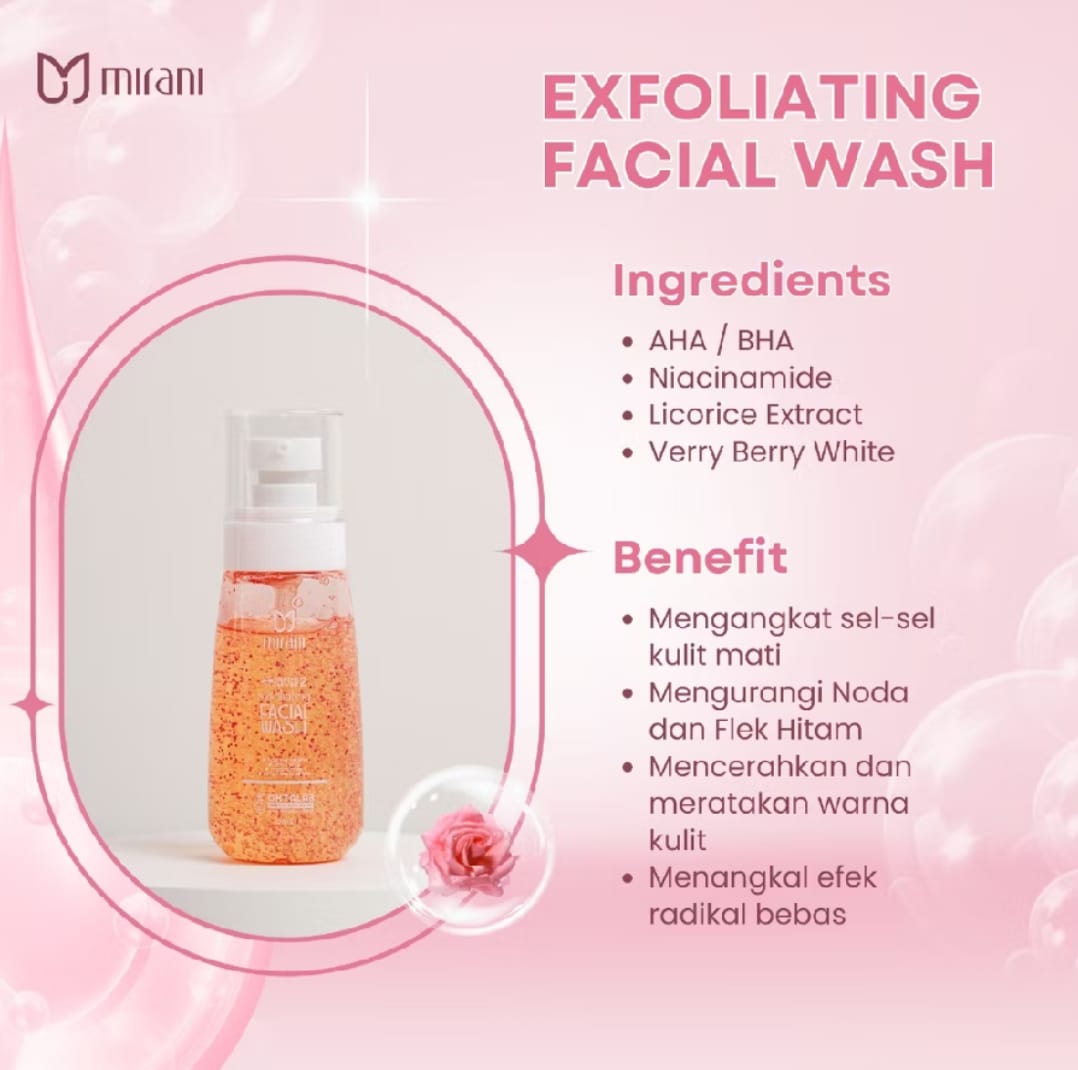 mirani
EXFOLIATING
FACIAL WASH
Ingredients
AHA / BHA
Niacinamide
Licorice Extract
Verry Berry White
Benefit
Mengangkat sel-sel
kulit mati
Mengurangi Noda
dan Flek Hitam
Mencerahkan dan
meratakan warna
kulit
Menangkal efek
radikal bebas
mirani
FACIAL
WASH